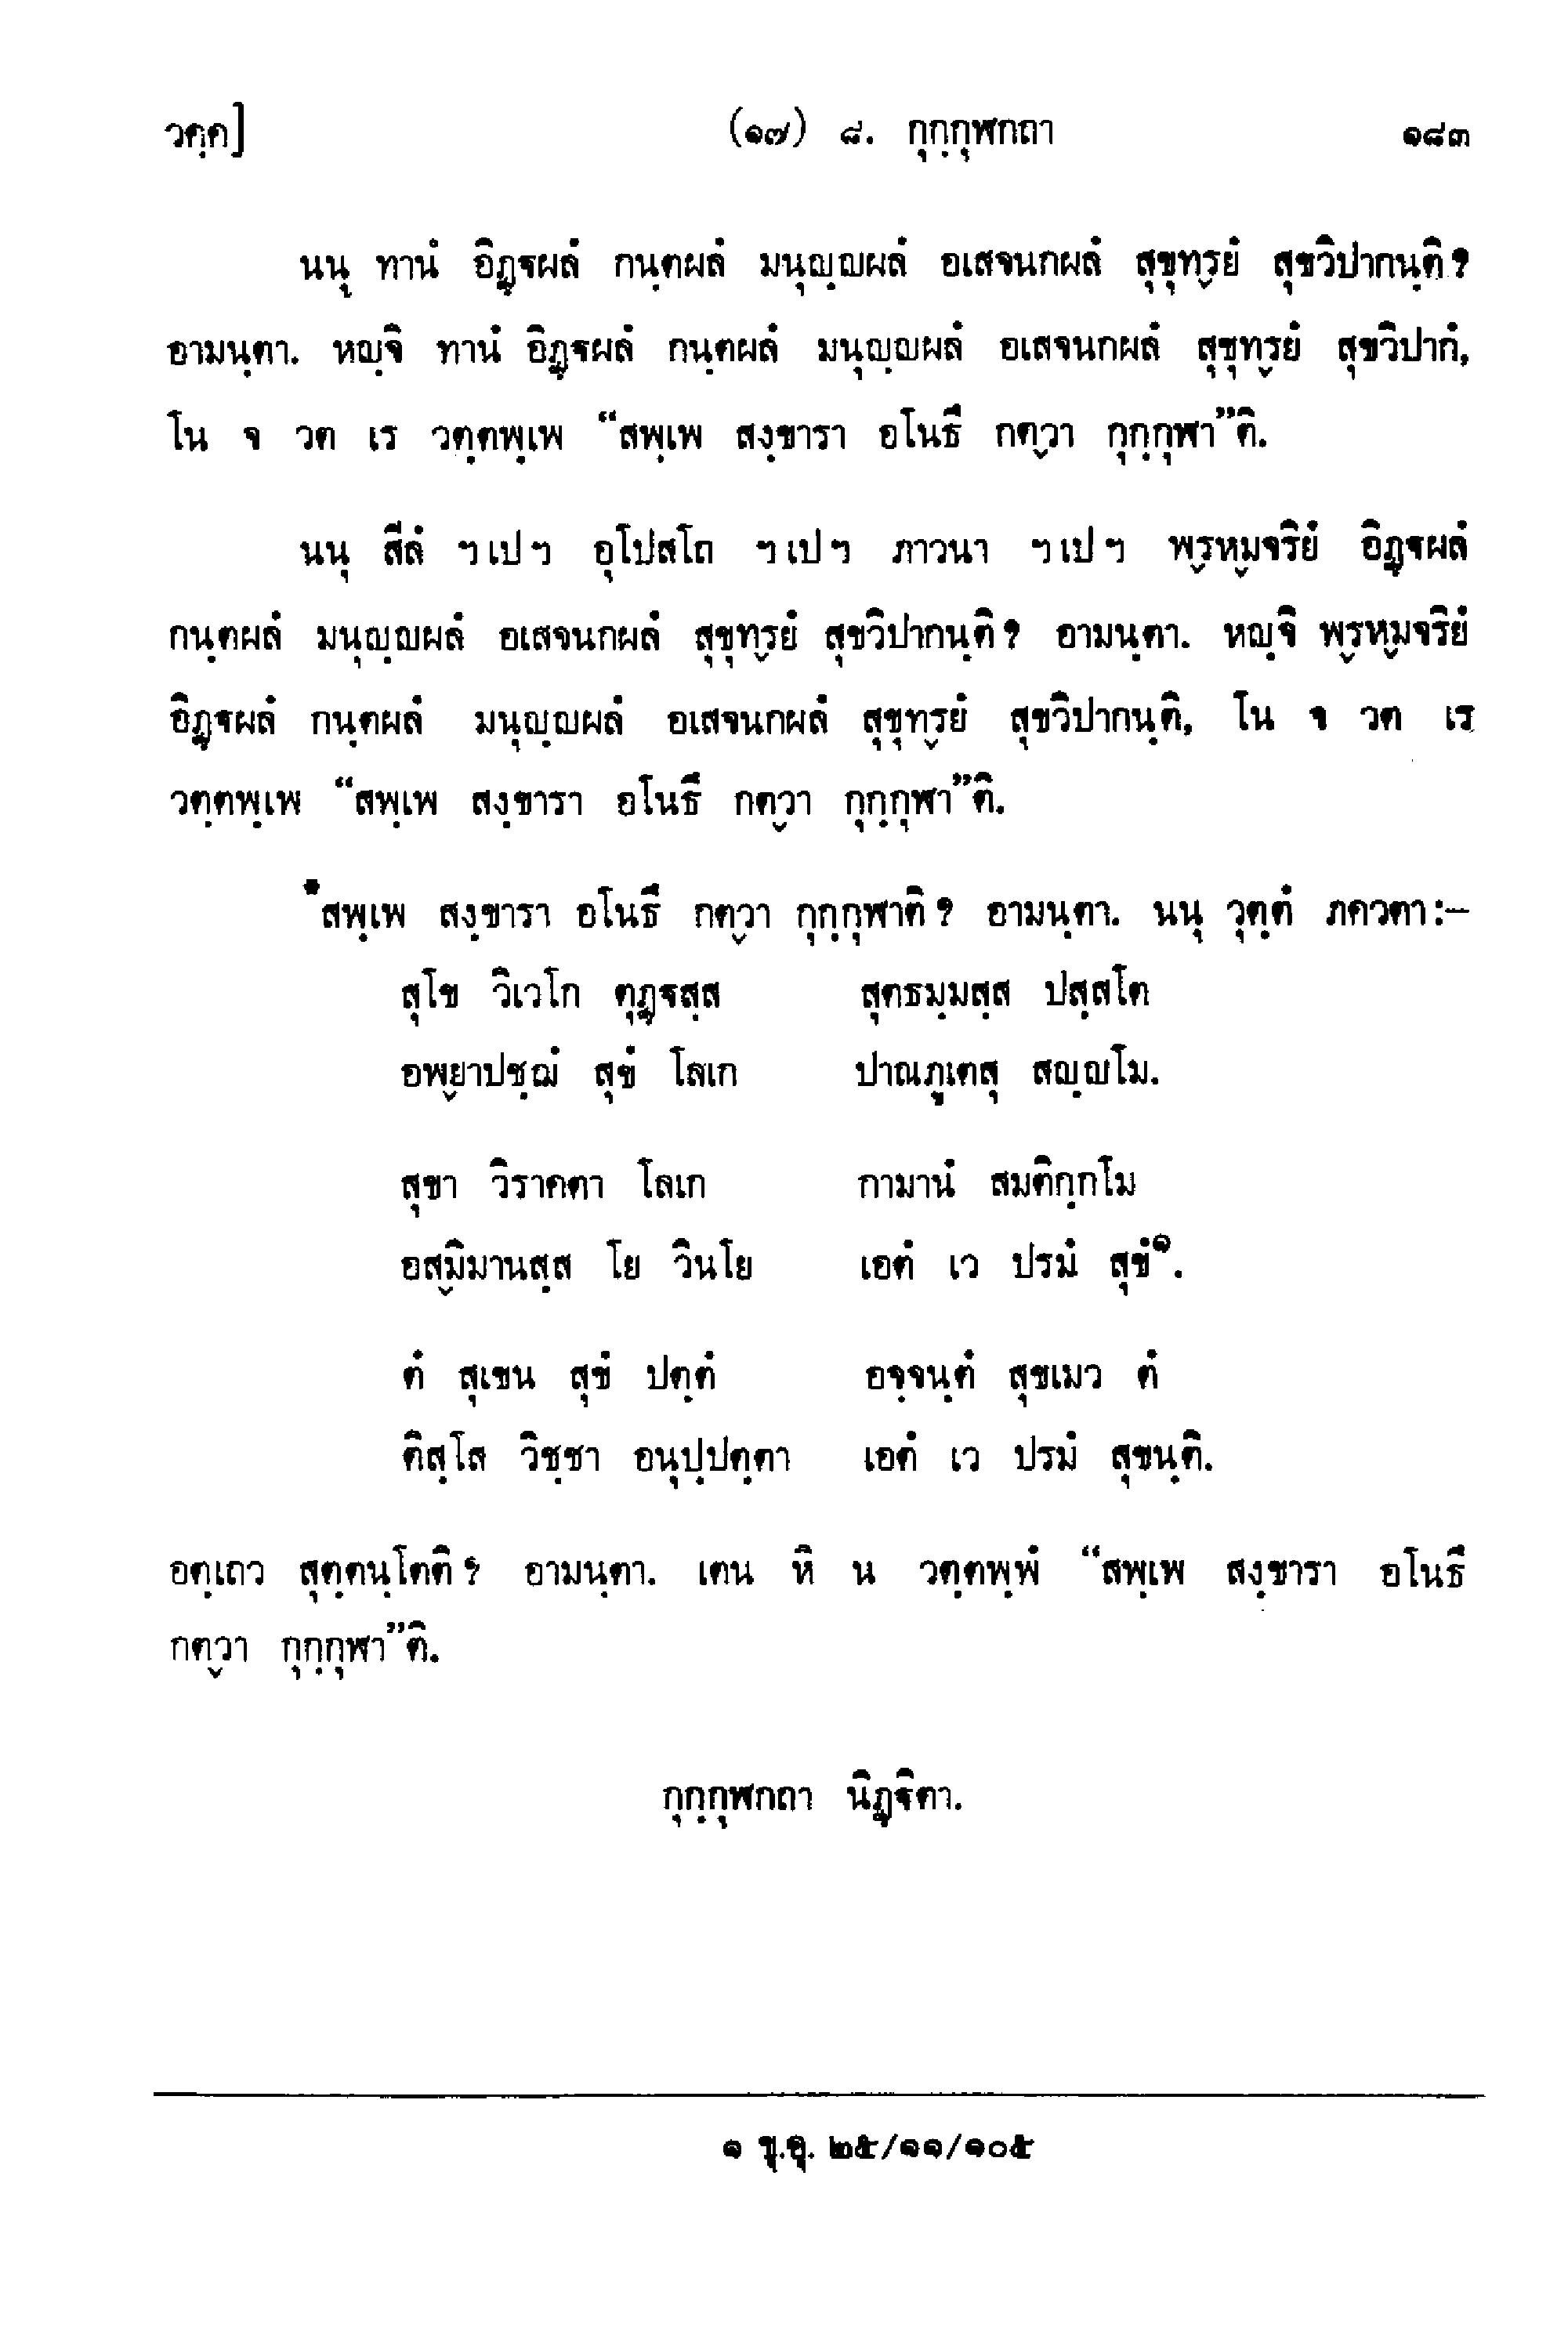 วคฺค] (๑๗) ๘. กุกฺกุฬกถา ๑๘๓
นนุ ทานํ อิฏฺฐผลํ กนฺตผลํ มนุญฺญผลํ อเสจนกผลํ สุขุท๎รยํ สุขวิปากนฺติ?
อามนฺตา. หญฺจิ ทานํ อิฏฺฐผลํ กนฺตผลํ มนุญฺญผลํ อเสจนกผลํ สุขุท๎รยํ สุขวิปากํ,
โน จ วต เร วตฺตพฺเพ “สพฺเพ สงฺขารา อโนธึ กต๎วา กุกฺกุฬา”ติ.
นนุ สีลํ ฯเปฯ อุโปสโถ ฯเปฯ ภาวนา ฯเปฯ พ๎รห๎มจริยํ อิฏฺฐผลํ
กนฺตผลํ มนุญฺญผลํ อเสจนกผลํ สุขุท๎รยํ สุขวิปากนฺติ? อามนฺตา. หญฺจิ พ๎รห๎มจริยํ
อิฏฺฐผลํ กนฺตผลํ มนุญฺญผลํ อเสจนกผลํ สุขุท๎รยํ สุขวิปากนฺติ, โน จ วต เร
วตฺตพฺเพ “สพฺเพ สงฺขารา อโนธึ กต๎วา กุกฺกุฬา”ติ.
*สพฺเพ สงฺขารา อโนธึ กต๎วา กุกฺกุฬาติ? อามนฺตา. นนุ วุตฺตํ ภควตา :–
สุโข วิเวโก ตุฏฺฐสฺส สุตธมฺมสฺส ปสฺสโต
อพ๎ยาปชฺฌํ สุขํ โลเก ปาณภูเตสุ สญฺญโม.
สุขา วิราคตา โลเก กามานํ สมติกฺกโม
อส๎มิมานสฺส โย วินโย เอตํ เว ปรมํ สุขํ๑.
ตํ สุเขน สุขํ ปตฺตํ อจฺจนฺตํ สุขเมว ตํ
ติสฺโส วิชฺชา อนุปฺปตฺตา เอตํ เว ปรมํ สุขนฺติ.
อตฺเถว สุตฺตนฺโตติ? อามนฺตา. เตน หิ น วตฺตพฺพํ “สพฺเพ สงฺขารา อโนธึ
กต๎วา กุกฺกุฬา”ติ.
กุกฺกุฬกถา นิฏฺฐิตา.
๑ ขุ.อุ. ๒๕/๑๑/๑๐๕